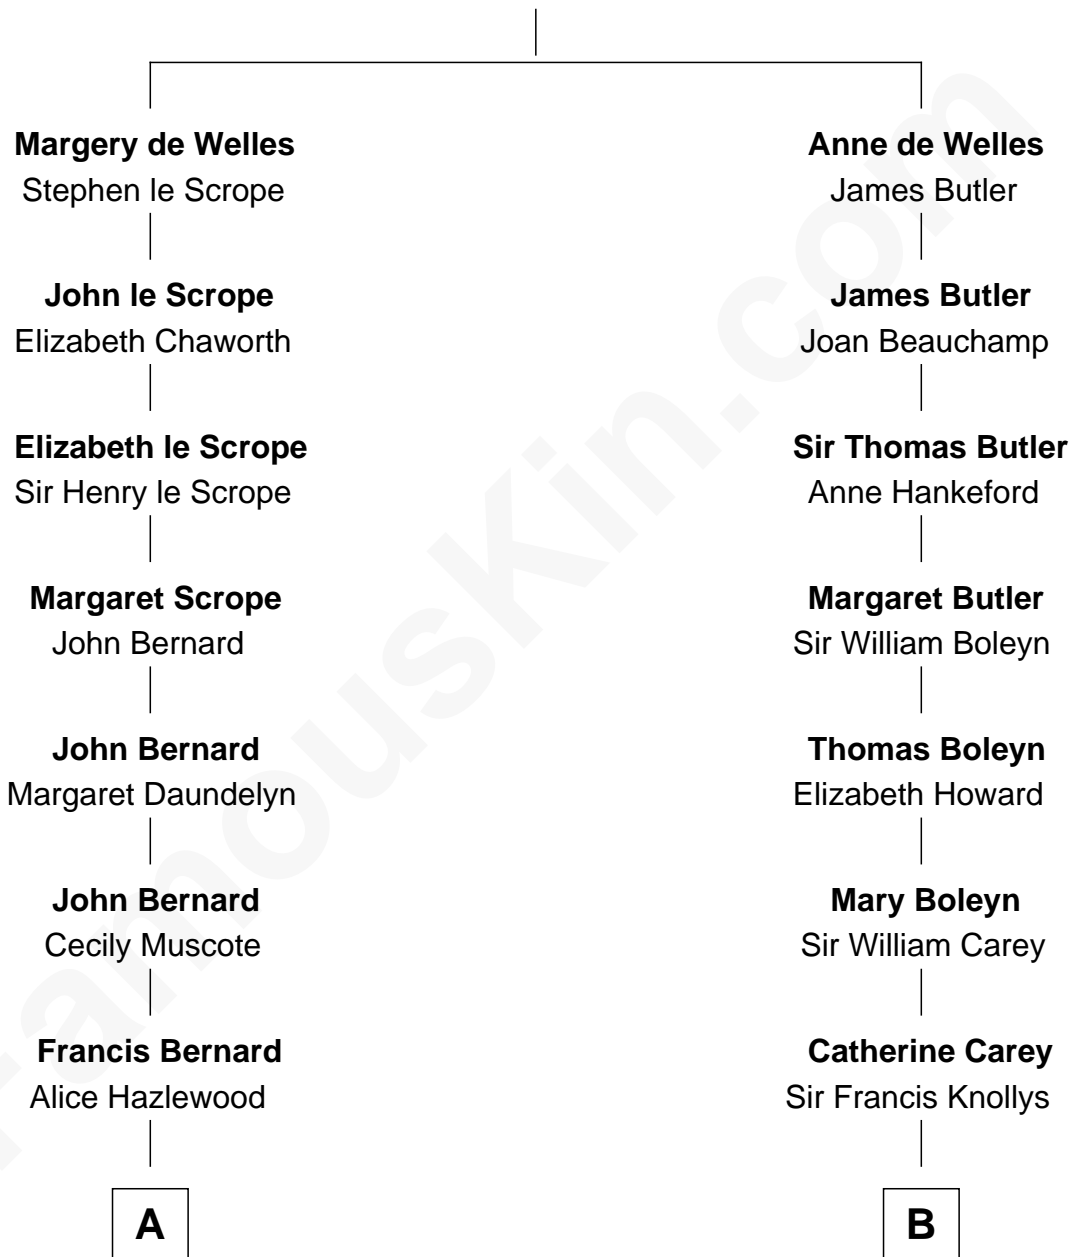 Margery de Welles
Stephen le Scrope
John le Scrope
Elizabeth Chaworth
Elizabeth le Scrope
Sir Henry le Scrope
Margaret Scrope
John Bernard
John Bernard
Margaret Daundelyn
John Bernard
Cecily Muscote
Francis Bernard
Alice Hazlewood
A
Anne de Welles
James Butler
James Butler
Joan Beauchamp
Sir Thomas Butler
Anne Hankeford
Margaret Butler
Sir William Boleyn
Thomas Boleyn
Elizabeth Howard
Mary Boleyn
Sir William Carey
Catherine Carey
Sir Francis Knollys
B
FamousKin.com